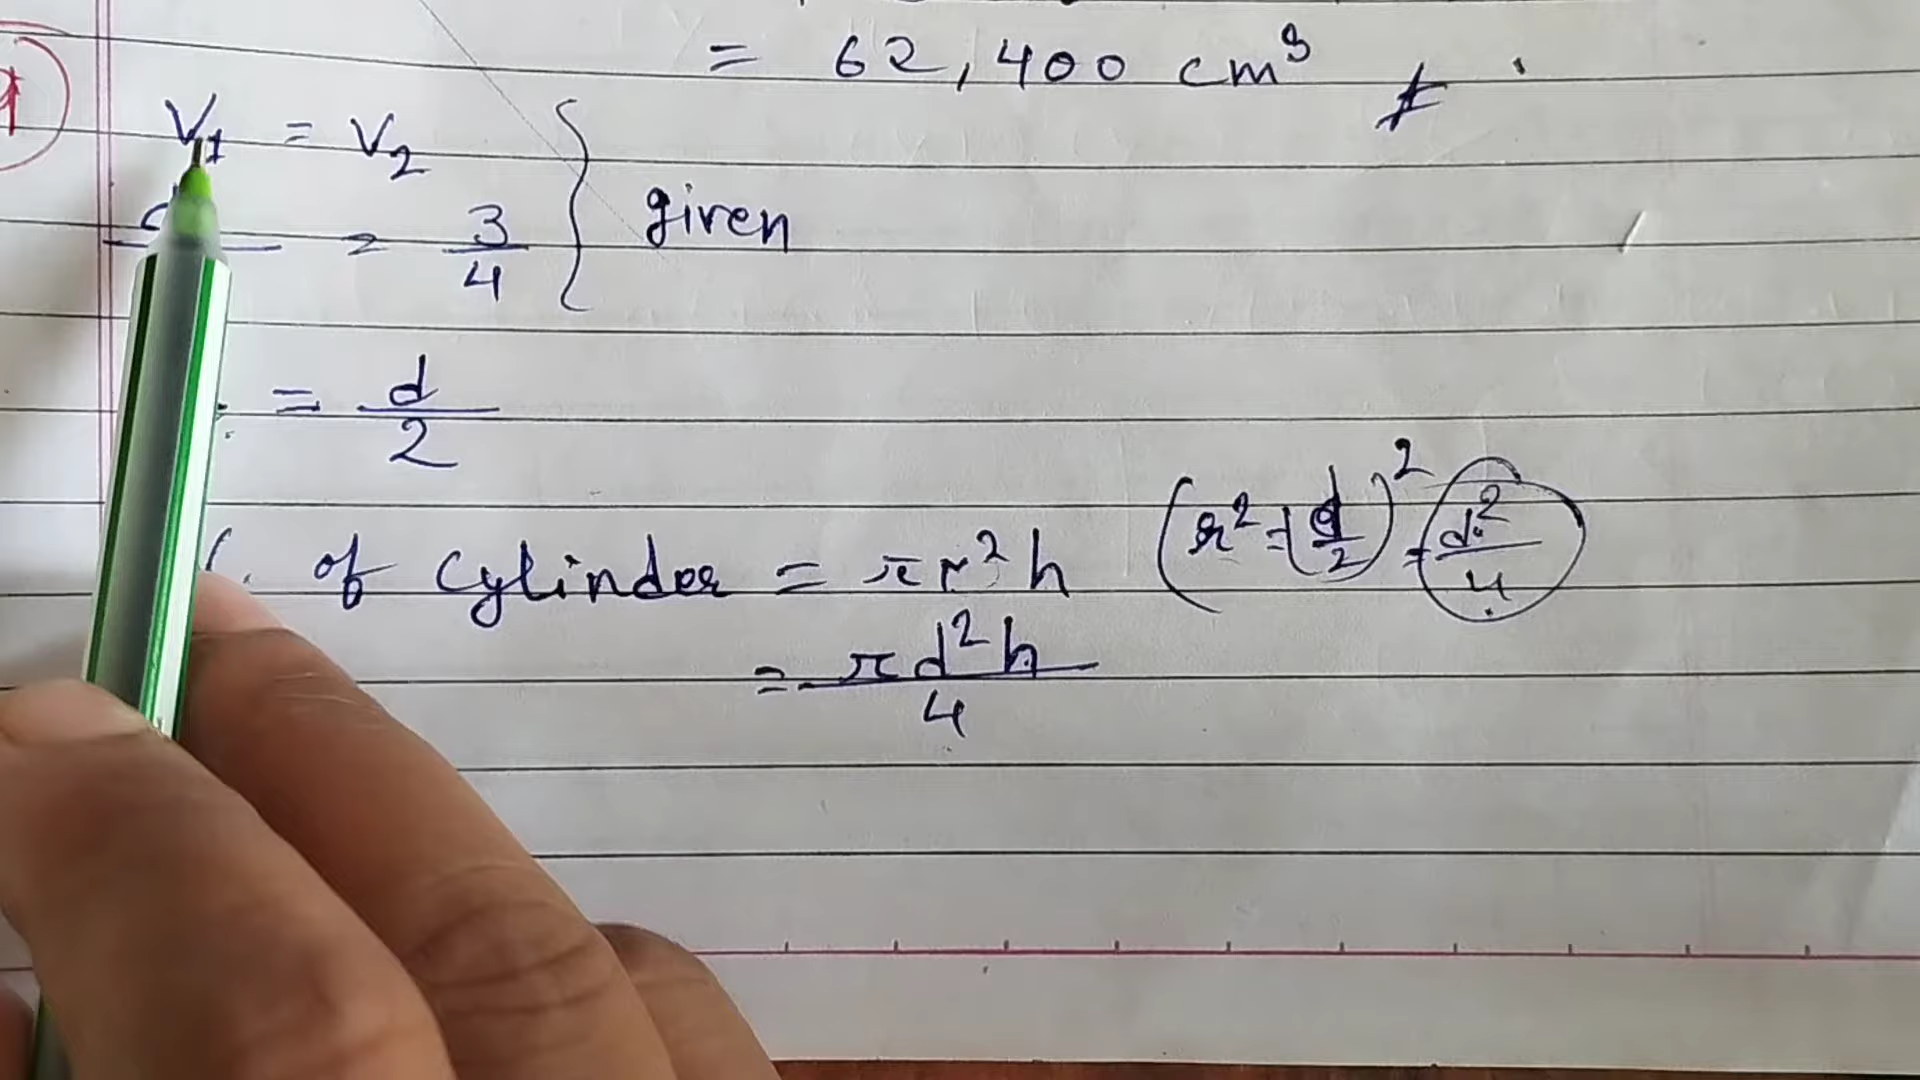 = 62,400 cm³
V₁ = V₂
= 3/4 } given
= d/2
of cylinder = πr²h (r² = (d/2)² = d²/4
= πd²h/4